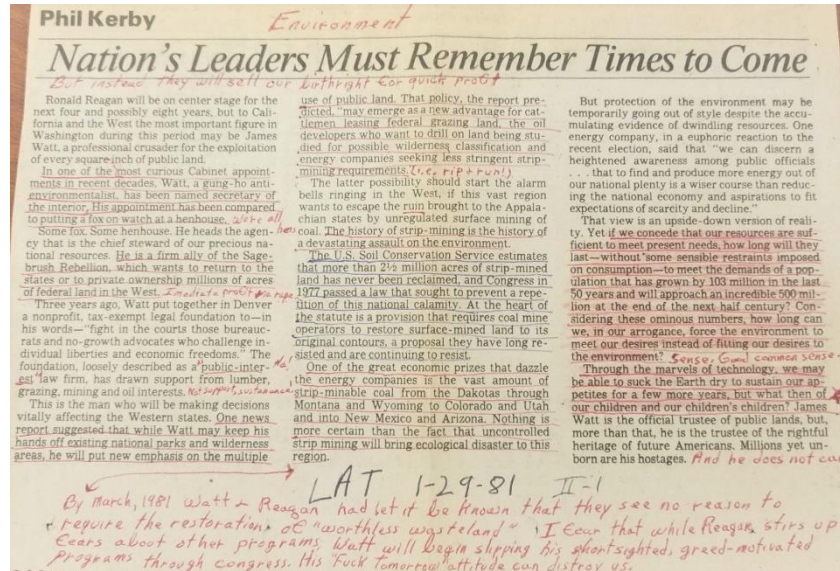 Phil Kerby
Environment
Nation's Leaders Must Remember Times to Come
But instead they will sell our birthright for quick profit
Ronald Reagan will be on center stage for the
next four and possibly eight years, but to Cali-
fornia and the West the most important figure in
Washington during this period may be James
Watt, a professional crusader for the exploitation
of every square inch of public land.
In one of the most curious Cabinet appoint-
ments in recent decades, Watt, a gung-ho anti-
environmentalist, has been named secretary of
the interior. His appointment has been compared
to putting a fox on watch at a henhouse. We're all
hens
Some fox. Some henhouse. He heads the agen-
cy that is the chief steward of our precious na-
tional resources. He is a firm ally of the Sage-
brush Rebellion, which wants to return to the
states or to private ownership millions of acres
of federal land in the West. Imediate profit
Three years ago, Watt put together in Denver
a nonprofit, tax-exempt legal foundation to—in
his words—"fight in the courts those bureauc-
rats and no-growth advocates who challenge in-
dividual liberties and economic freedoms." The
foundation, loosely described as a "public-inter-
est" law firm, has drawn support from lumber,
Ha!
grazing, mining and oil interests. Not support, sustanance
This is the man who will be making decisions
vitally affecting the Western states. One news
report suggested that while Watt may keep his
hands off existing national parks and wilderness
areas, he will put new emphasis on the multiple
use of public land. That policy, the report pre-
dicted, "may emerge as a new advantage for cat-
tlemen leasing federal grazing land, the oil
developers who want to drill on land being stu-
died for possible wilderness classification and
energy companies seeking less stringent strip-
mining requirements. (i.e. rip + run!)
The latter possibility should start the alarm
bells ringing in the West, if this vast region
wants to escape the ruin brought to the Appala-
chian states by unregulated surface mining of
coal. The history of strip-mining is the history of
a devastating assault on the environment.
The U.S. Soil Conservation Service estimates
that more than 2½ million acres of strip-mined
land has never been reclaimed, and Congress in
1977 passed a law that sought to prevent a repe-
tition of this national calamity. At the heart of
the statute is a provision that requires coal mine
operators to restore surface-mined land to its
original contours, a proposal they have long re-
sisted and are continuing to resist.
One of the great economic prizes that dazzle
the energy companies is the vast amount of
strip-minable coal from the Dakotas through
Montana and Wyoming to Colorado and Utah
and into New Mexico and Arizona. Nothing is
more certain than the fact that uncontrolled
strip mining will bring ecological disaster to this
region.
But protection of the environment may be
temporarily going out of style despite the accu-
mulating evidence of dwindling resources. One
energy company, in a euphoric reaction to the
recent election, said that "we can discern a
heightened awareness among public officials
. . . that to find and produce more energy out of
our national plenty is a wiser course than reduc-
ing the national economy and aspirations to fit
expectations of scarcity and decline."
That view is an upside-down version of reali-
ty. Yet if we concede that our resources are suf-
ficient to meet present needs, how long will they
last—without some sensible restraints imposed
on consumption—to meet the demands of a pop-
ulation that has grown by 103 million in the last
50 years and will approach an incredible 500 mil-
lion at the end of the next half century? Con-
sidering these ominous numbers, how long can
we, in our arrogance, force the environment to
meet our desires instead of fitting our desires to
the environment? Sense. Good common sense.
Through the marvels of technology, we may
be able to suck the Earth dry to sustain our ap-
petites for a few more years, but what then of
our children and our children's children? James
Watt is the official trustee of public lands, but,
more than that, he is the trustee of the rightful
heritage of future Americans. Millions yet un-
born are his hostages. And he does not
LAT 1-29-81 II-1
By March, 1981 Watt + Reagan had let it be known that they see no reason to
require the restoration of "worthless wasteland". I fear that while Reagan stirs up
fears about other programs, Watt will begin slipping his shortsighted, greed-motivated
programs through congress. His "Fuck tomorrow" attitude can distroy us.